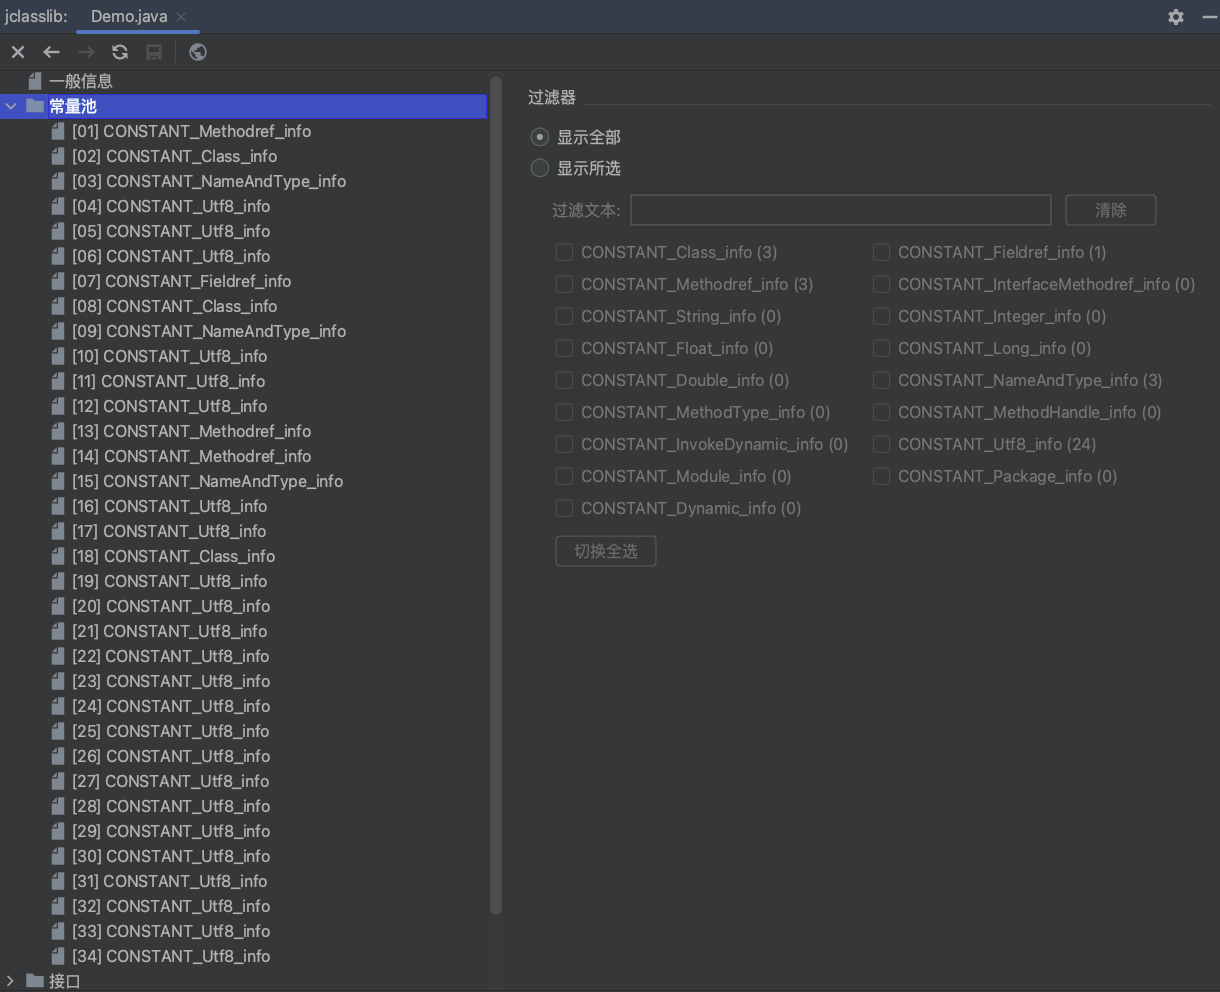 jclasslib: Demo.java
一般信息
常量池
[01] CONSTANT_Methodref_info
[02] CONSTANT_Class_info
[03] CONSTANT_NameAndType_info
[04] CONSTANT_Utf8_info
[05] CONSTANT_Utf8_info
[06] CONSTANT_Utf8_info
[07] CONSTANT_Fieldref_info
[08] CONSTANT_Class_info
[09] CONSTANT_NameAndType_info
[10] CONSTANT_Utf8_info
[11] CONSTANT_Utf8_info
[12] CONSTANT_Utf8_info
[13] CONSTANT_Methodref_info
[14] CONSTANT_Methodref_info
[15] CONSTANT_NameAndType_info
[16] CONSTANT_Utf8_info
[17] CONSTANT_Utf8_info
[18] CONSTANT_Class_info
[19] CONSTANT_Utf8_info
[20] CONSTANT_Utf8_info
[21] CONSTANT_Utf8_info
[22] CONSTANT_Utf8_info
[23] CONSTANT_Utf8_info
[24] CONSTANT_Utf8_info
[25] CONSTANT_Utf8_info
[26] CONSTANT_Utf8_info
[27] CONSTANT_Utf8_info
[28] CONSTANT_Utf8_info
[29] CONSTANT_Utf8_info
[30] CONSTANT_Utf8_info
[31] CONSTANT_Utf8_info
[32] CONSTANT_Utf8_info
[33] CONSTANT_Utf8_info
[34] CONSTANT_Utf8_info
接口
过滤器
显示全部
显示所选
过滤文本: 清除
CONSTANT_Class_info (3) CONSTANT_Fieldref_info (1)
CONSTANT_Methodref_info (3) CONSTANT_InterfaceMethodref_info (0)
CONSTANT_String_info (0) CONSTANT_Integer_info (0)
CONSTANT_Float_info (0) CONSTANT_Long_info (0)
CONSTANT_Double_info (0) CONSTANT_NameAndType_info (3)
CONSTANT_MethodType_info (0) CONSTANT_MethodHandle_info (0)
CONSTANT_InvokeDynamic_info (0) CONSTANT_Utf8_info (24)
CONSTANT_Module_info (0) CONSTANT_Package_info (0)
CONSTANT_Dynamic_info (0)
切换全选